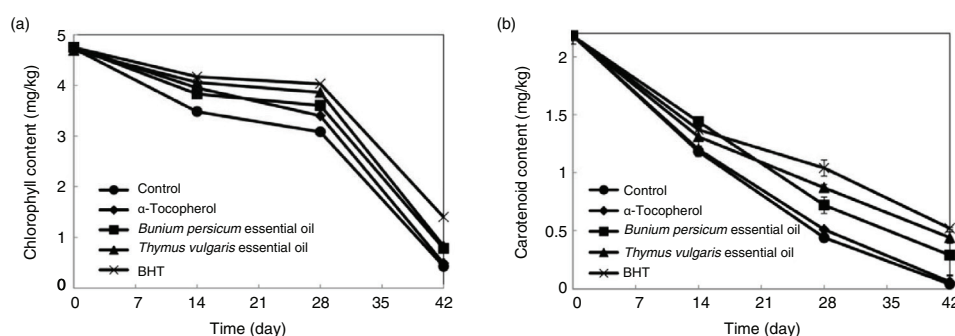 (a)
Chlorophyll content (mg/kg)
5
4
3
2
1
0
Control
α-Tocopherol
Bunium persicum essential oil
Thymus vulgaris essential oil
BHT
0 7 14 21 28 35 42
Time (day)
(b)
Carotenoid content (mg/kg)
2
1.5
1
0.5
0
Control
α-Tocopherol
Bunium persicum essential oil
Thymus vulgaris essential oil
BHT
0 7 14 21 28 35 42
Time (day)